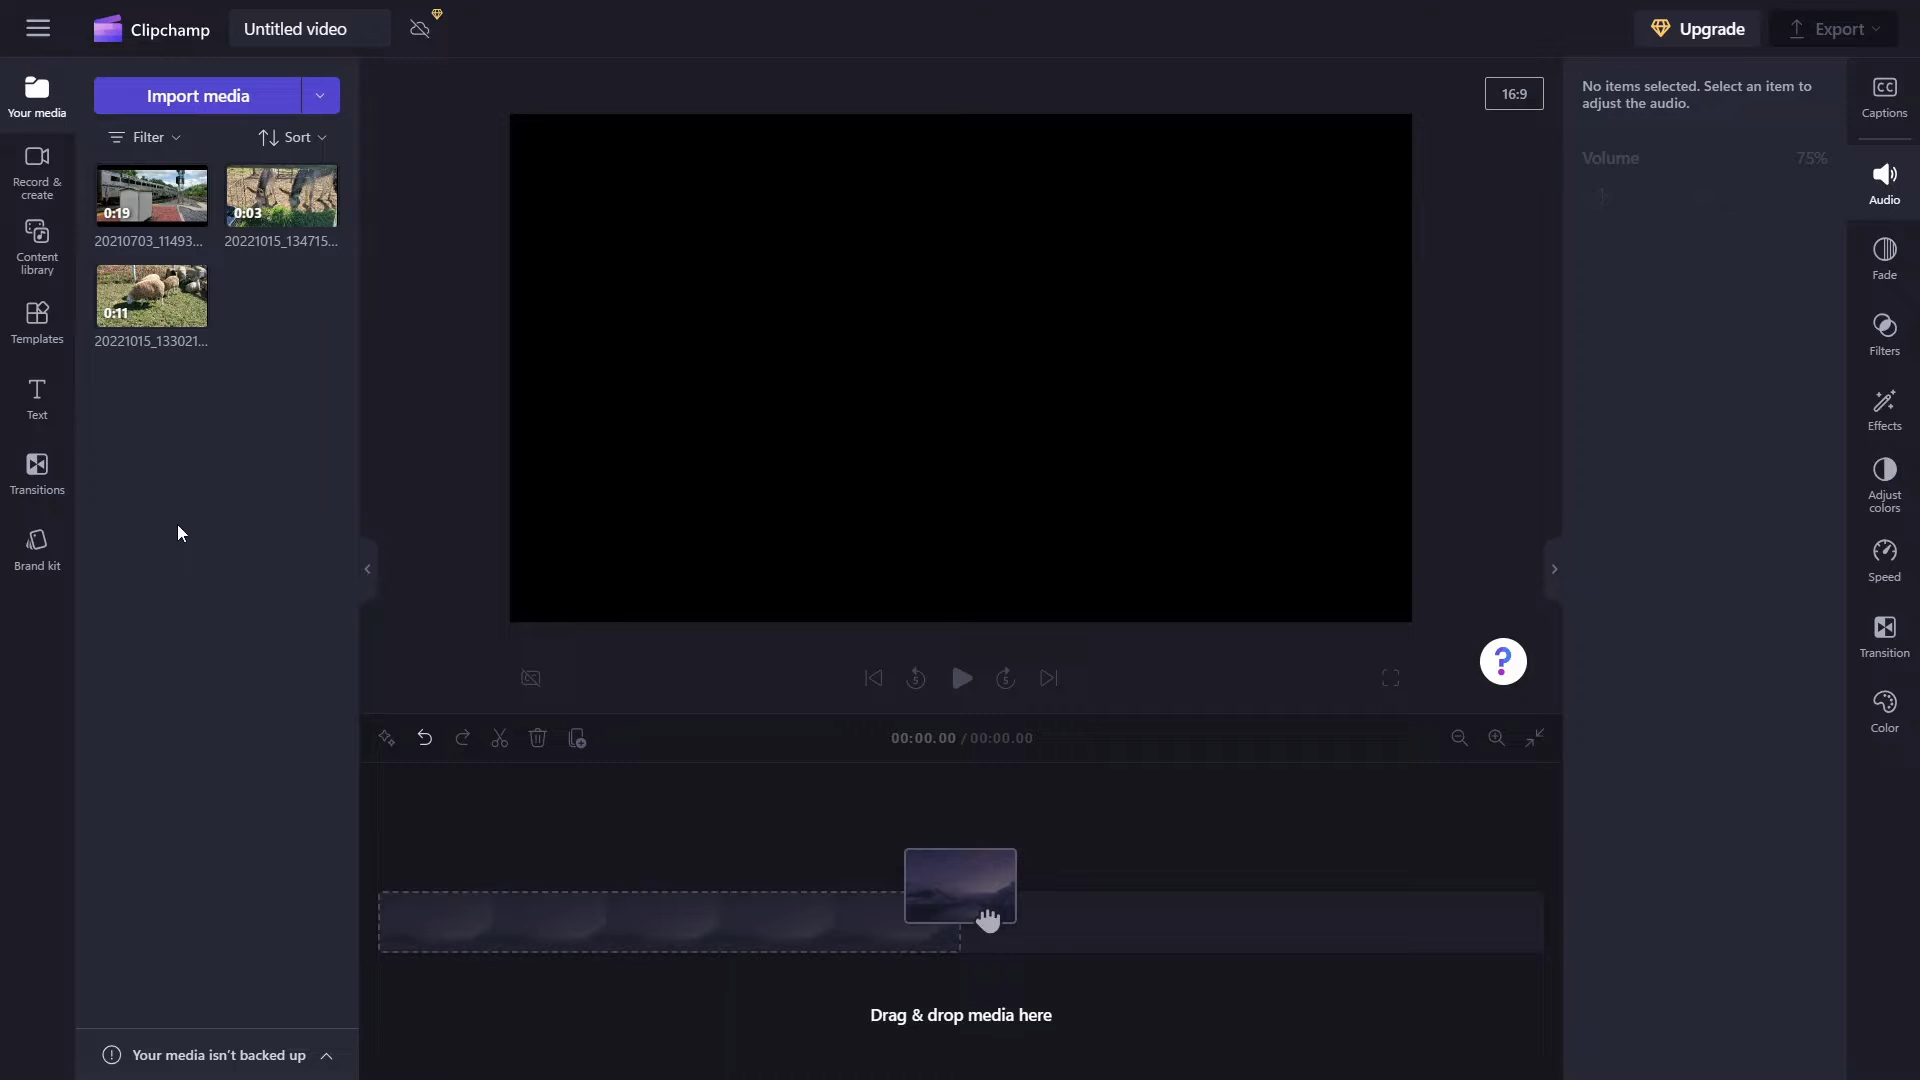 Clipchamp
Untitled video
Upgrade
Export
Your media
Record &
create
Content
library
Templates
Text
Transitions
Brand kit
Import media
Filter
Sort
0:19
20210703_11493...
0:03
20221015_134715...
0:11
20221015_133021...
Your media isn't backed up
16:9
00:00.00 / 00:00.00
Drag & drop media here
No items selected. Select an item to
adjust the audio.
Volume
75%
CC
Captions
Audio
Fade
Filters
Effects
Adjust
colors
Speed
Transition
Color